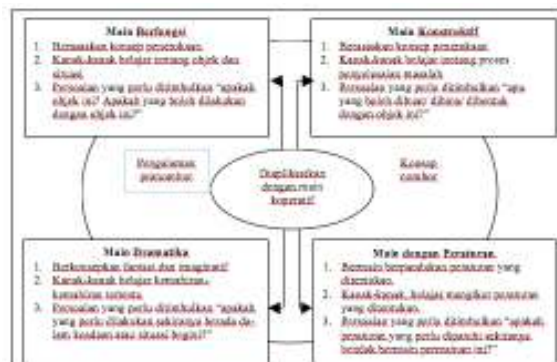 Main Berfungsi
1. Berasaskan konsep penerokaan.
2. Kanak-kanak belajar tentang objek dan
situasi
3. Persoalan yang perlu ditimbulkan “apakah
objek ini? Apakah yang boleh dilakukan
dengan objek ini?”
Main Konstruktif
1. Berasaskan konsep penerokaan.
2. Kanak-kanak belajar tentang proses
penyelesaian masalah
3. Persoalan yang perlu ditimbulkan “apa
yang boleh dibuat/ dibina/ dibentuk
dengan objek ini?”
Pengalaman
pranombor
Diaplikasikan
dengan main
koperatif
Konsep
nombor
Main Dramatika
1. Berkonsepkan fantasi dan imaginatif
2. Kanak-kanak belajar kemahiran-
kemahiran tertentu
3. Persoalan yang perlu ditimbulkan “apakah
yang perlu dilakukan sekiranya berada da-
lam keadaan atau situasi begini?”
Main dengan Peraturan.
1. Bermain berpandukan peraturan yang
ditentukan.
2. Kanak-kanak, belajar mengikut peraturan
yang ditentukan.
3. Persoalan yang perlu ditimbulkan “apakah
peraturan yang perlu dipatuhi sekiranya
hendak bermain permainan ini?”